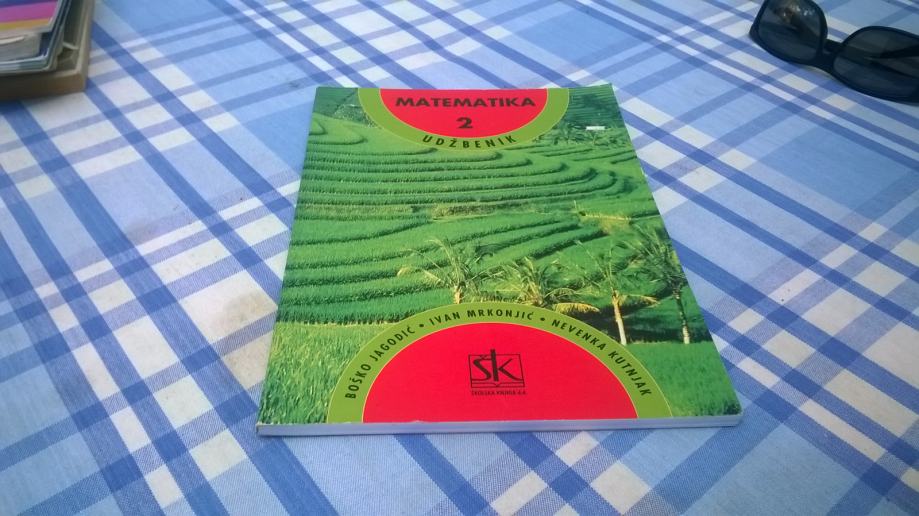 MATEMATIKA
2
UDŽBENIK
BOŠKO JAGODIĆ • IVAN MRKONJIĆ • NEVENKA KUTNJAK
ŠK
ŠKOLSKA KNJIGA d.d.